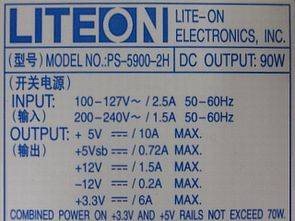 LITEON
LITE-ON
ELECTRONICS, INC.
(型号) MODEL NO.:PS-5900-2H DC OUTPUT: 90W
(开关电源)
INPUT: 100-127V~ / 2.5A 50-60Hz
(输入) 200-240V~ / 1.5A 50-60Hz
OUTPUT: + 5V ⎓ / 10A MAX.
(输出) +5Vsb ⎓ / 0.72A MAX.
+12V ⎓ / 1.5A MAX.
-12V ⎓ / 0.2A MAX.
+3.3V ⎓ / 6A MAX.
COMBINED POWER ON +3.3V AND +5V RAILS NOT EXCEED 70W.